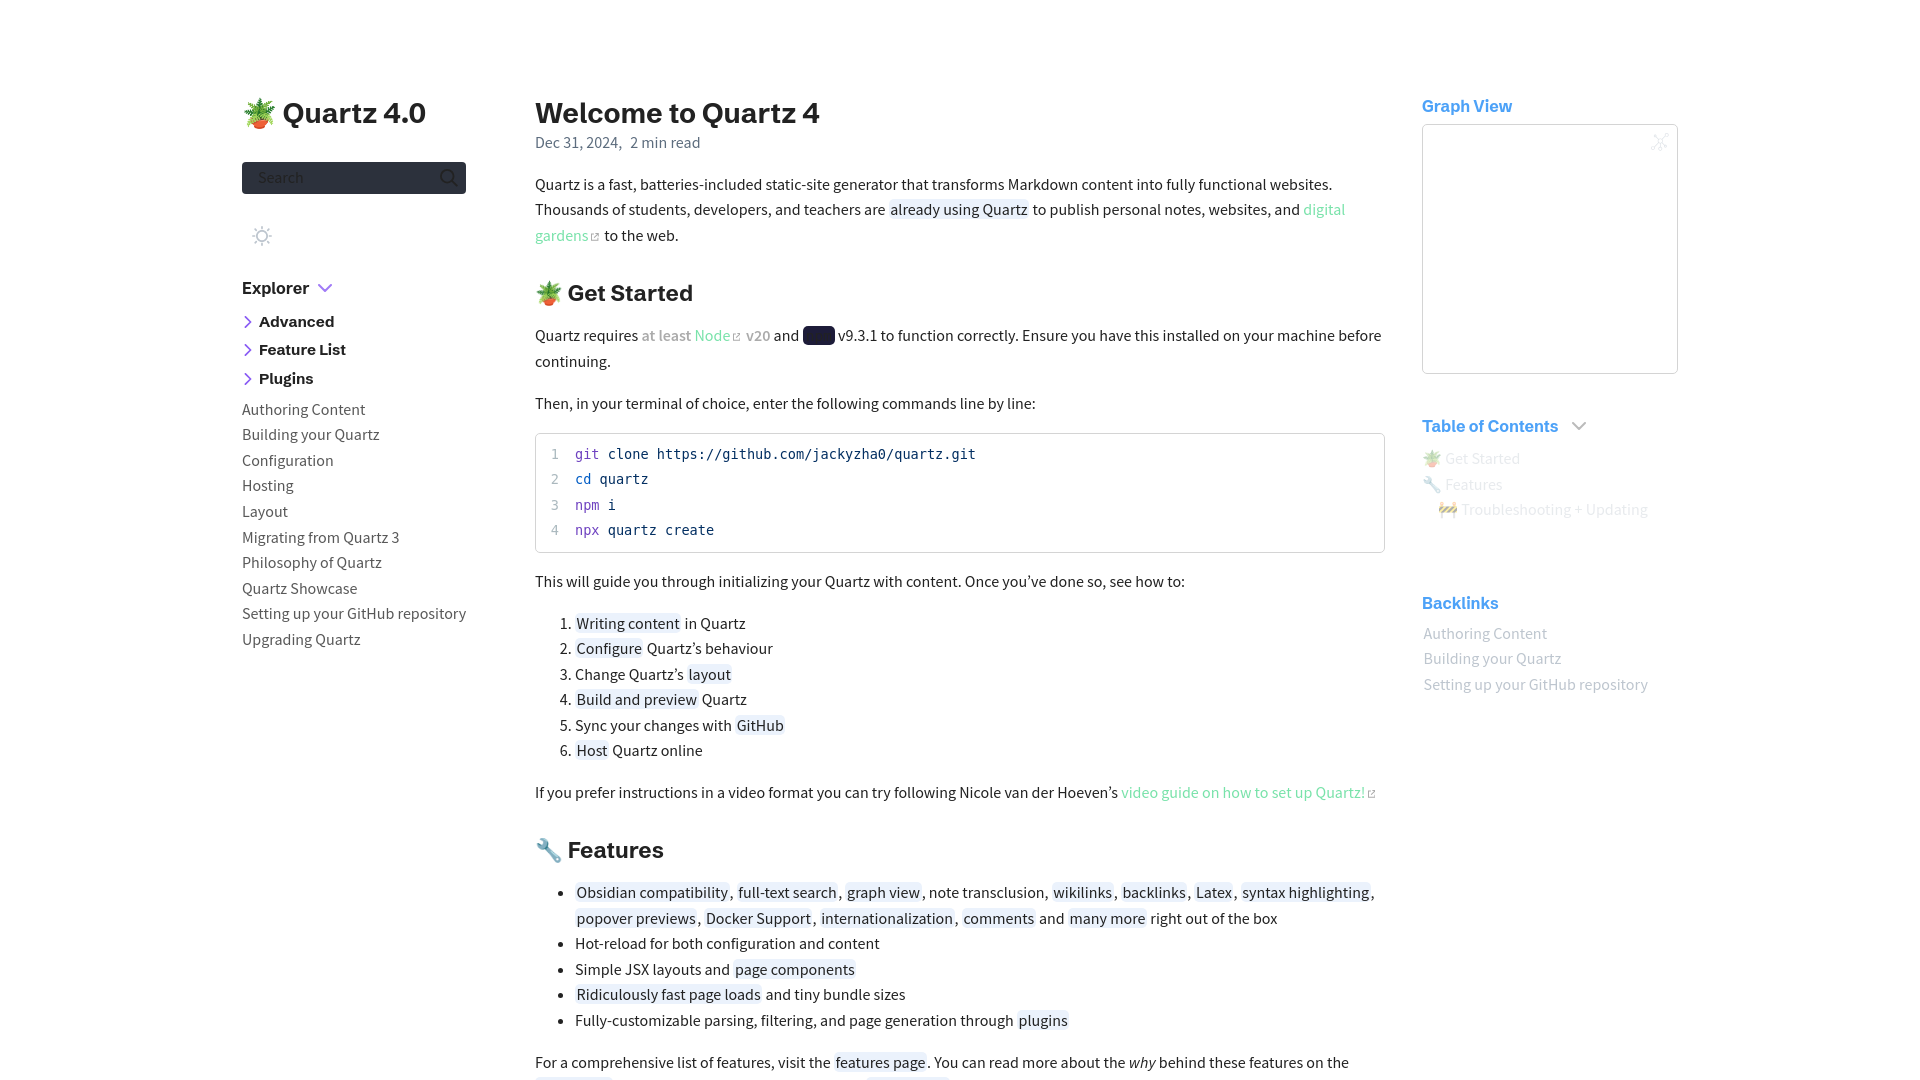 Quartz 4.0
Search
Explorer
Advanced
Feature List
Plugins
Authoring Content
Building your Quartz
Configuration
Hosting
Layout
Migrating from Quartz 3
Philosophy of Quartz
Quartz Showcase
Setting up your GitHub repository
Upgrading Quartz
Welcome to Quartz 4
Dec 31, 2024, 2 min read
Quartz is a fast, batteries-included static-site generator that transforms Markdown content into fully functional websites.
Thousands of students, developers, and teachers are already using Quartz to publish personal notes, websites, and digital
gardens to the web.
Get Started
Quartz requires at least Node v20 and v9.3.1 to function correctly. Ensure you have this installed on your machine before
continuing.
Then, in your terminal of choice, enter the following commands line by line:
1 git clone https://github.com/jackyzha0/quartz.git
2 cd quartz
3 npm i
4 npx quartz create
This will guide you through initializing your Quartz with content. Once you’ve done so, see how to:
1. Writing content in Quartz
2. Configure Quartz’s behaviour
3. Change Quartz’s layout
4. Build and preview Quartz
5. Sync your changes with GitHub
6. Host Quartz online
If you prefer instructions in a video format you can try following Nicole van der Hoeven’s video guide on how to set up Quartz!
Features
• Obsidian compatibility, full-text search, graph view, note transclusion, wikilinks, backlinks, Latex, syntax highlighting,
popover previews, Docker Support, internationalization, comments and many more right out of the box
• Hot-reload for both configuration and content
• Simple JSX layouts and page components
• Ridiculously fast page loads and tiny bundle sizes
• Fully-customizable parsing, filtering, and page generation through plugins
For a comprehensive list of features, visit the features page. You can read more about the why behind these features on the
Graph View
Table of Contents
Get Started
Features
Troubleshooting + Updating
Backlinks
Authoring Content
Building your Quartz
Setting up your GitHub repository